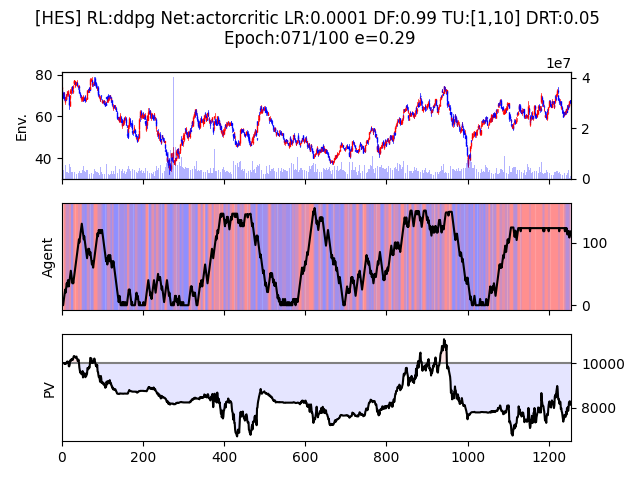 [HES] RL:ddpg Net:actorcritic LR:0.0001 DF:0.99 TU:[1,10] DRT:0.05
Epoch:071/100 e=0.29
1e7
80
60
40
Env.
4
2
0
Agent
100
0
PV
10000
8000
0
200
400
600
800
1000
1200